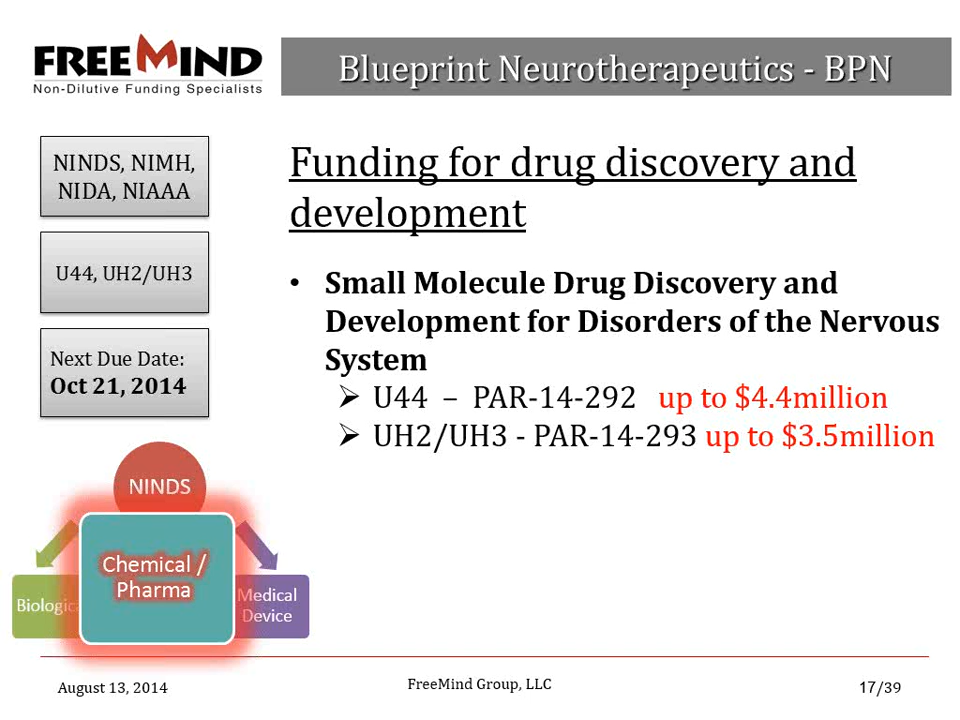 FREEMIND
Non-Dilutive Funding Specialists
Blueprint Neurotherapeutics - BPN
NINDS, NIMH,
NIDA, NIAAA
U44, UH2/UH3
Next Due Date:
Oct 21, 2014
Funding for drug discovery and
development
• Small Molecule Drug Discovery and
Development for Disorders of the Nervous
System
➢ U44 – PAR-14-292 up to $4.4million
➢ UH2/UH3 - PAR-14-293 up to $3.5million
NINDS
Chemical /
Pharma
Medical
Device
August 13, 2014
FreeMind Group, LLC
17/39